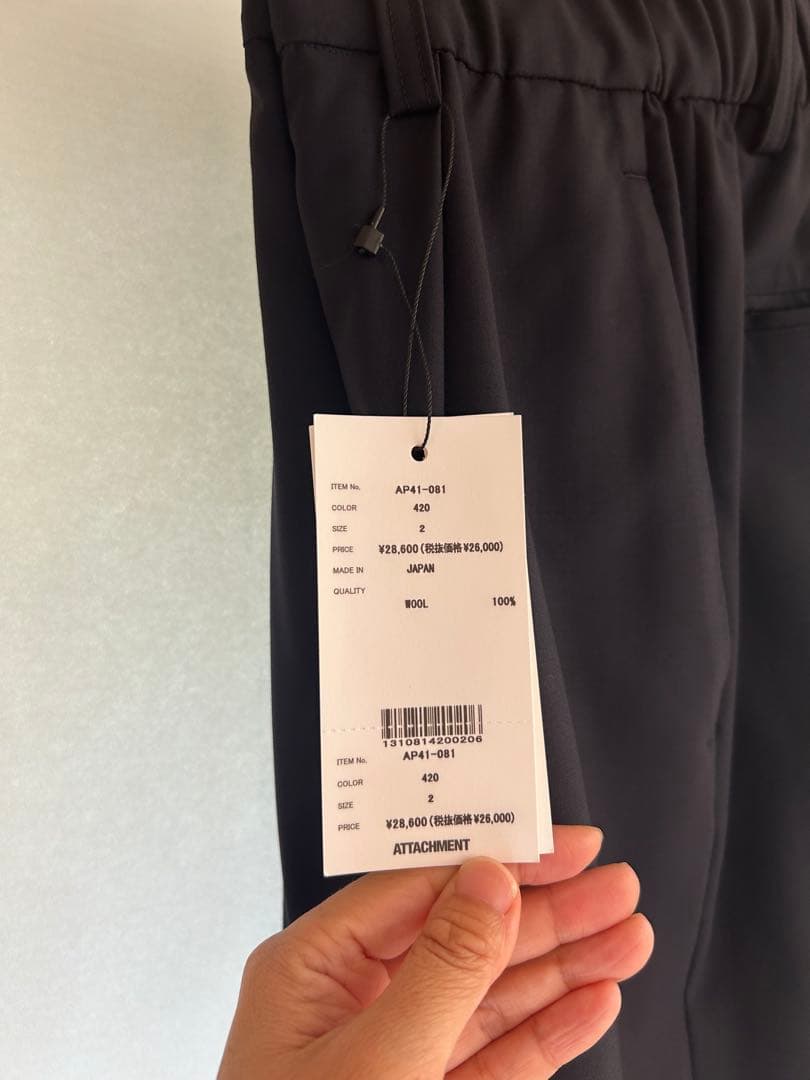 ITEM No. AP41-081
COLOR 420
SIZE 2
PRICE ¥28,600(税抜価格¥26,000)
MADE IN JAPAN
QUALITY
WOOL 100%
1310814200206
ITEM No. AP41-081
COLOR 420
SIZE 2
PRICE ¥28,600(税抜価格¥26,000)
ATTACHMENT